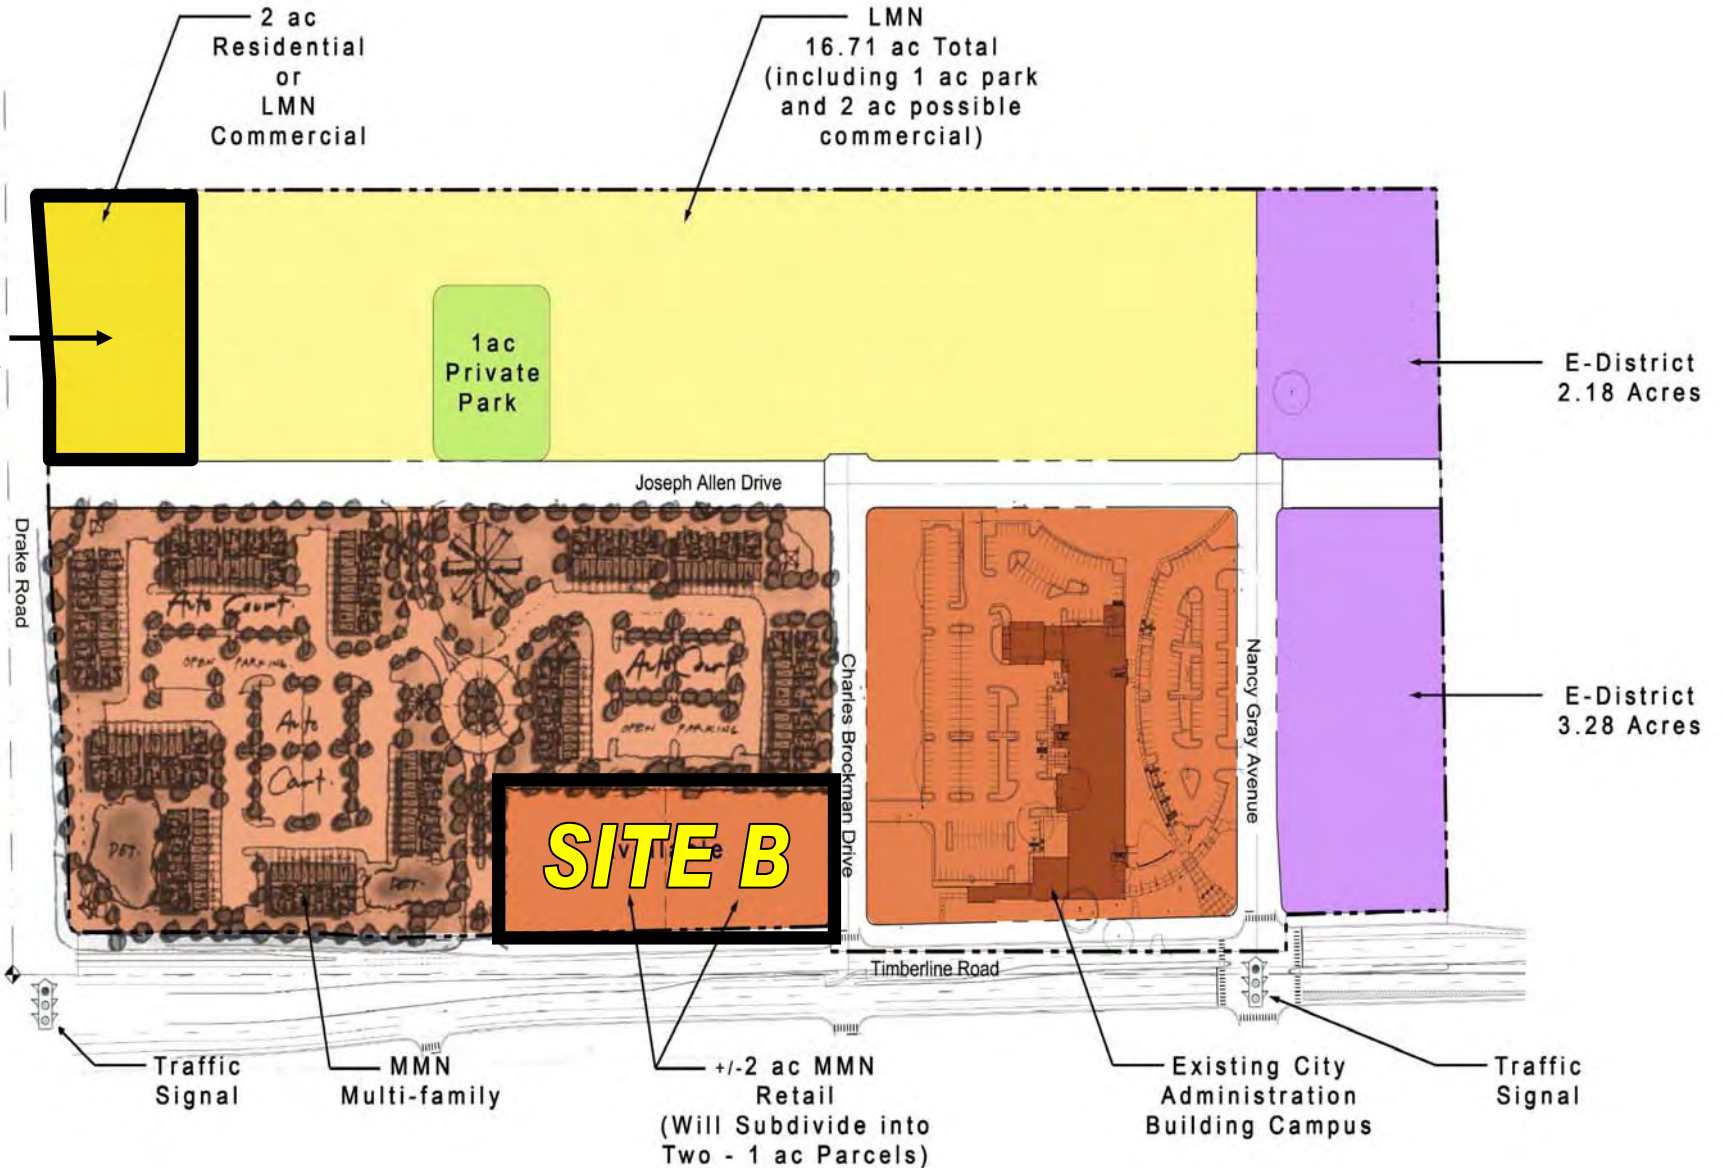 2 ac
Residential
or
LMN
Commercial
LMN
16.71 ac Total
(including 1 ac park
and 2 ac possible
commercial)
1ac
Private
Park
E-District
2.18 Acres
Joseph Allen Drive
Drake Road
Auto Court.
OPEN PARKING.
Auto Court
OPEN PARKING
Auto
Court.
DET.
DET.
Charles Brockman Drive
Nancy Gray Avenue
E-District
3.28 Acres
SITE B
Timberline Road
Traffic
Signal
MMN
Multi-family
+/-2 ac MMN
Retail
(Will Subdivide into
Two - 1 ac Parcels)
Existing City
Administration
Building Campus
Traffic
Signal